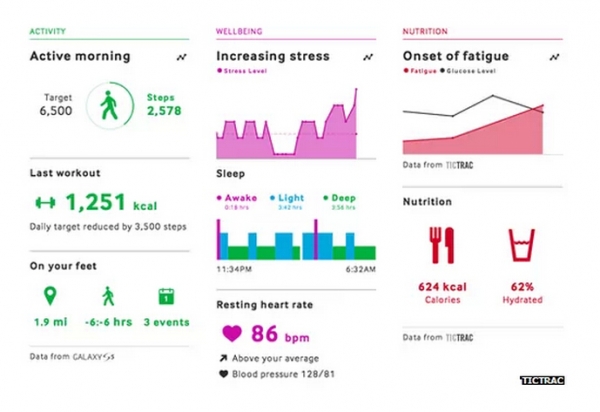 ACTIVITY
Active morning
Target
6,500
Steps
2,578
Last workout
1,251 kcal
Daily target reduced by 3,500 steps
On your feet
1.9 mi
-6:-6 hrs
3 events
Data from GALAXY S5
WELLBEING
Increasing stress
Stress Level
Sleep
Awake
0:18 hrs
Light
3:42 hrs
Deep
3:56 hrs
11:34PM
6:32AM
Resting heart rate
86 bpm
Above your average
Blood pressure 128/81
NUTRITION
Onset of fatigue
Fatigue
Glucose Level
Data from TICTRAC
Nutrition
624 kcal
Calories
62%
Hydrated
Data from TICTRAC
1
TICTRAC